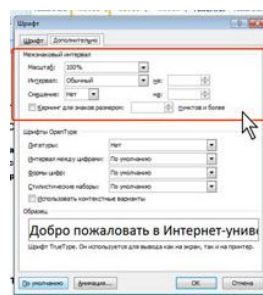 Шрифт
Шрифт Дополнительно
Межзнаковый интервал
Масштаб: 100%
Интервал: Обычный на:
Смещение: Нет на:
Кернинг для знаков размером: пунктов и более
Шрифты OpenType
Лигатуры: Нет
Интервал между цифрами: По умолчанию
Формы цифр: По умолчанию
Стилистические наборы: По умолчанию
Использовать контекстные варианты
Образец
Добро пожаловать в Интернет-униве
Шрифт TrueType. Он используется для вывода как на экран, так и на принтер.
По умолчанию Анимация... ОК Отмена